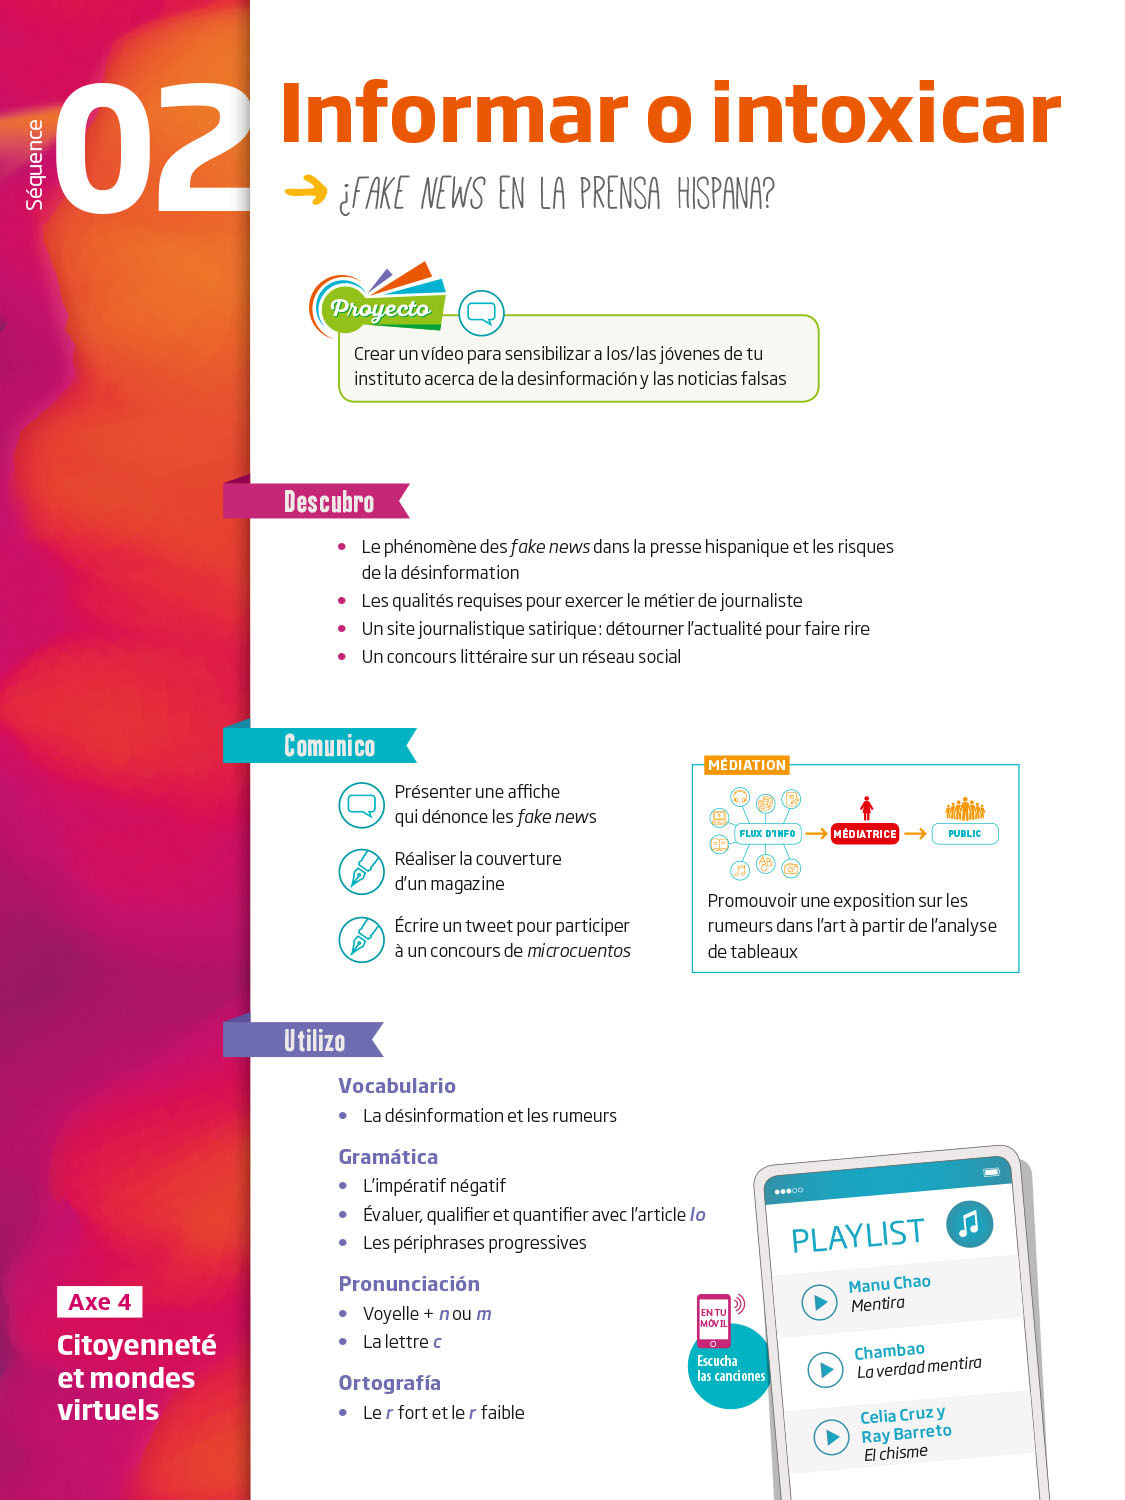 Séquence
02
Informar o intoxicar
¿FAKE NEWS EN LA PRENSA HISPANA?
Proyecto
Crear un vídeo para sensibilizar a los/las jóvenes de tu
instituto acerca de la desinformación y las noticias falsas
Descubro
• Le phénomène des fake news dans la presse hispanique et les risques
de la désinformation
• Les qualités requises pour exercer le métier de journaliste
• Un site journalistique satirique : détourner l'actualité pour faire rire
• Un concours littéraire sur un réseau social
Comunico
Présenter une affiche
qui dénonce les fake news
Réaliser la couverture
d'un magazine
Écrire un tweet pour participer
à un concours de microcuentos
MÉDIATION
FLUX D'INFO
MÉDIATRICE
PUBLIC
Promouvoir une exposition sur les
rumeurs dans l'art à partir de l'analyse
de tableaux
Utilizo
Vocabulario
• La désinformation et les rumeurs
Gramática
• L'impératif négatif
• Évaluer, qualifier et quantifier avec l'article lo
• Les périphrases progressives
Pronunciación
• Voyelle + n ou m
• La lettre c
Ortografía
• Le r fort et le r faible
EN TU
MÓVIL
Escucha
las canciones
PLAYLIST
Manu Chao
Mentira
Chambao
La verdad mentira
Celia Cruz y
Ray Barreto
El chisme
Axe 4
Citoyenneté
et mondes
virtuels